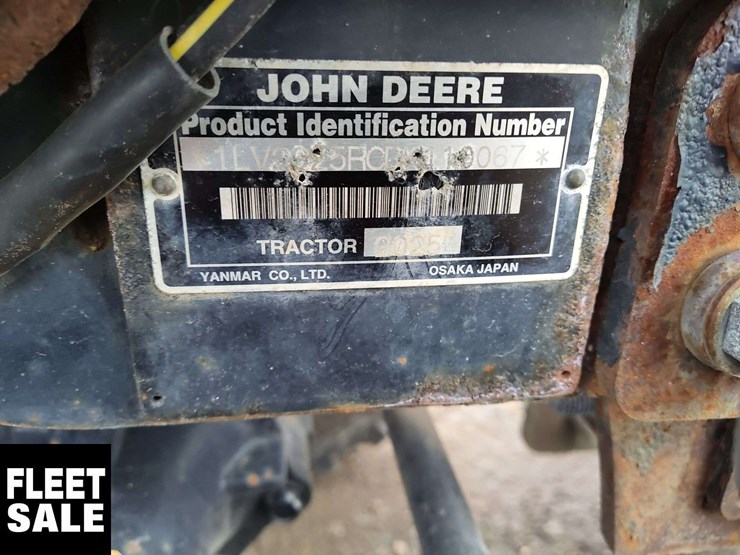 JOHN DEERE
Product Identification Number
TRACTOR
YANMAR CO., LTD. OSAKA JAPAN
FLEET
SALE